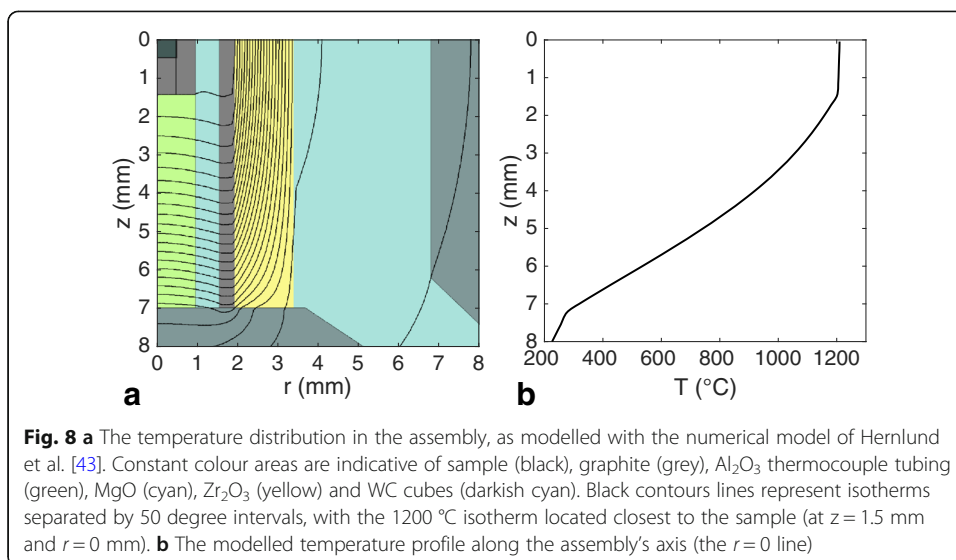 0
1
2
3
4
5
6
7
8
z (mm)
0 1 2 3 4 5 6 7 8
r (mm)
a
0
1
2
3
4
5
6
7
8
z (mm)
200 400 600 800 1000 1200
T (°C)
b
Fig. 8 a The temperature distribution in the assembly, as modelled with the numerical model of Hernlund
et al. [43]. Constant colour areas are indicative of sample (black), graphite (grey), Al₂O₃ thermocouple tubing
(green), MgO (cyan), Zr₂O₃ (yellow) and WC cubes (darkish cyan). Black contours lines represent isotherms
separated by 50 degree intervals, with the 1200 °C isotherm located closest to the sample (at z = 1.5 mm
and r = 0 mm). b The modelled temperature profile along the assembly's axis (the r = 0 line)